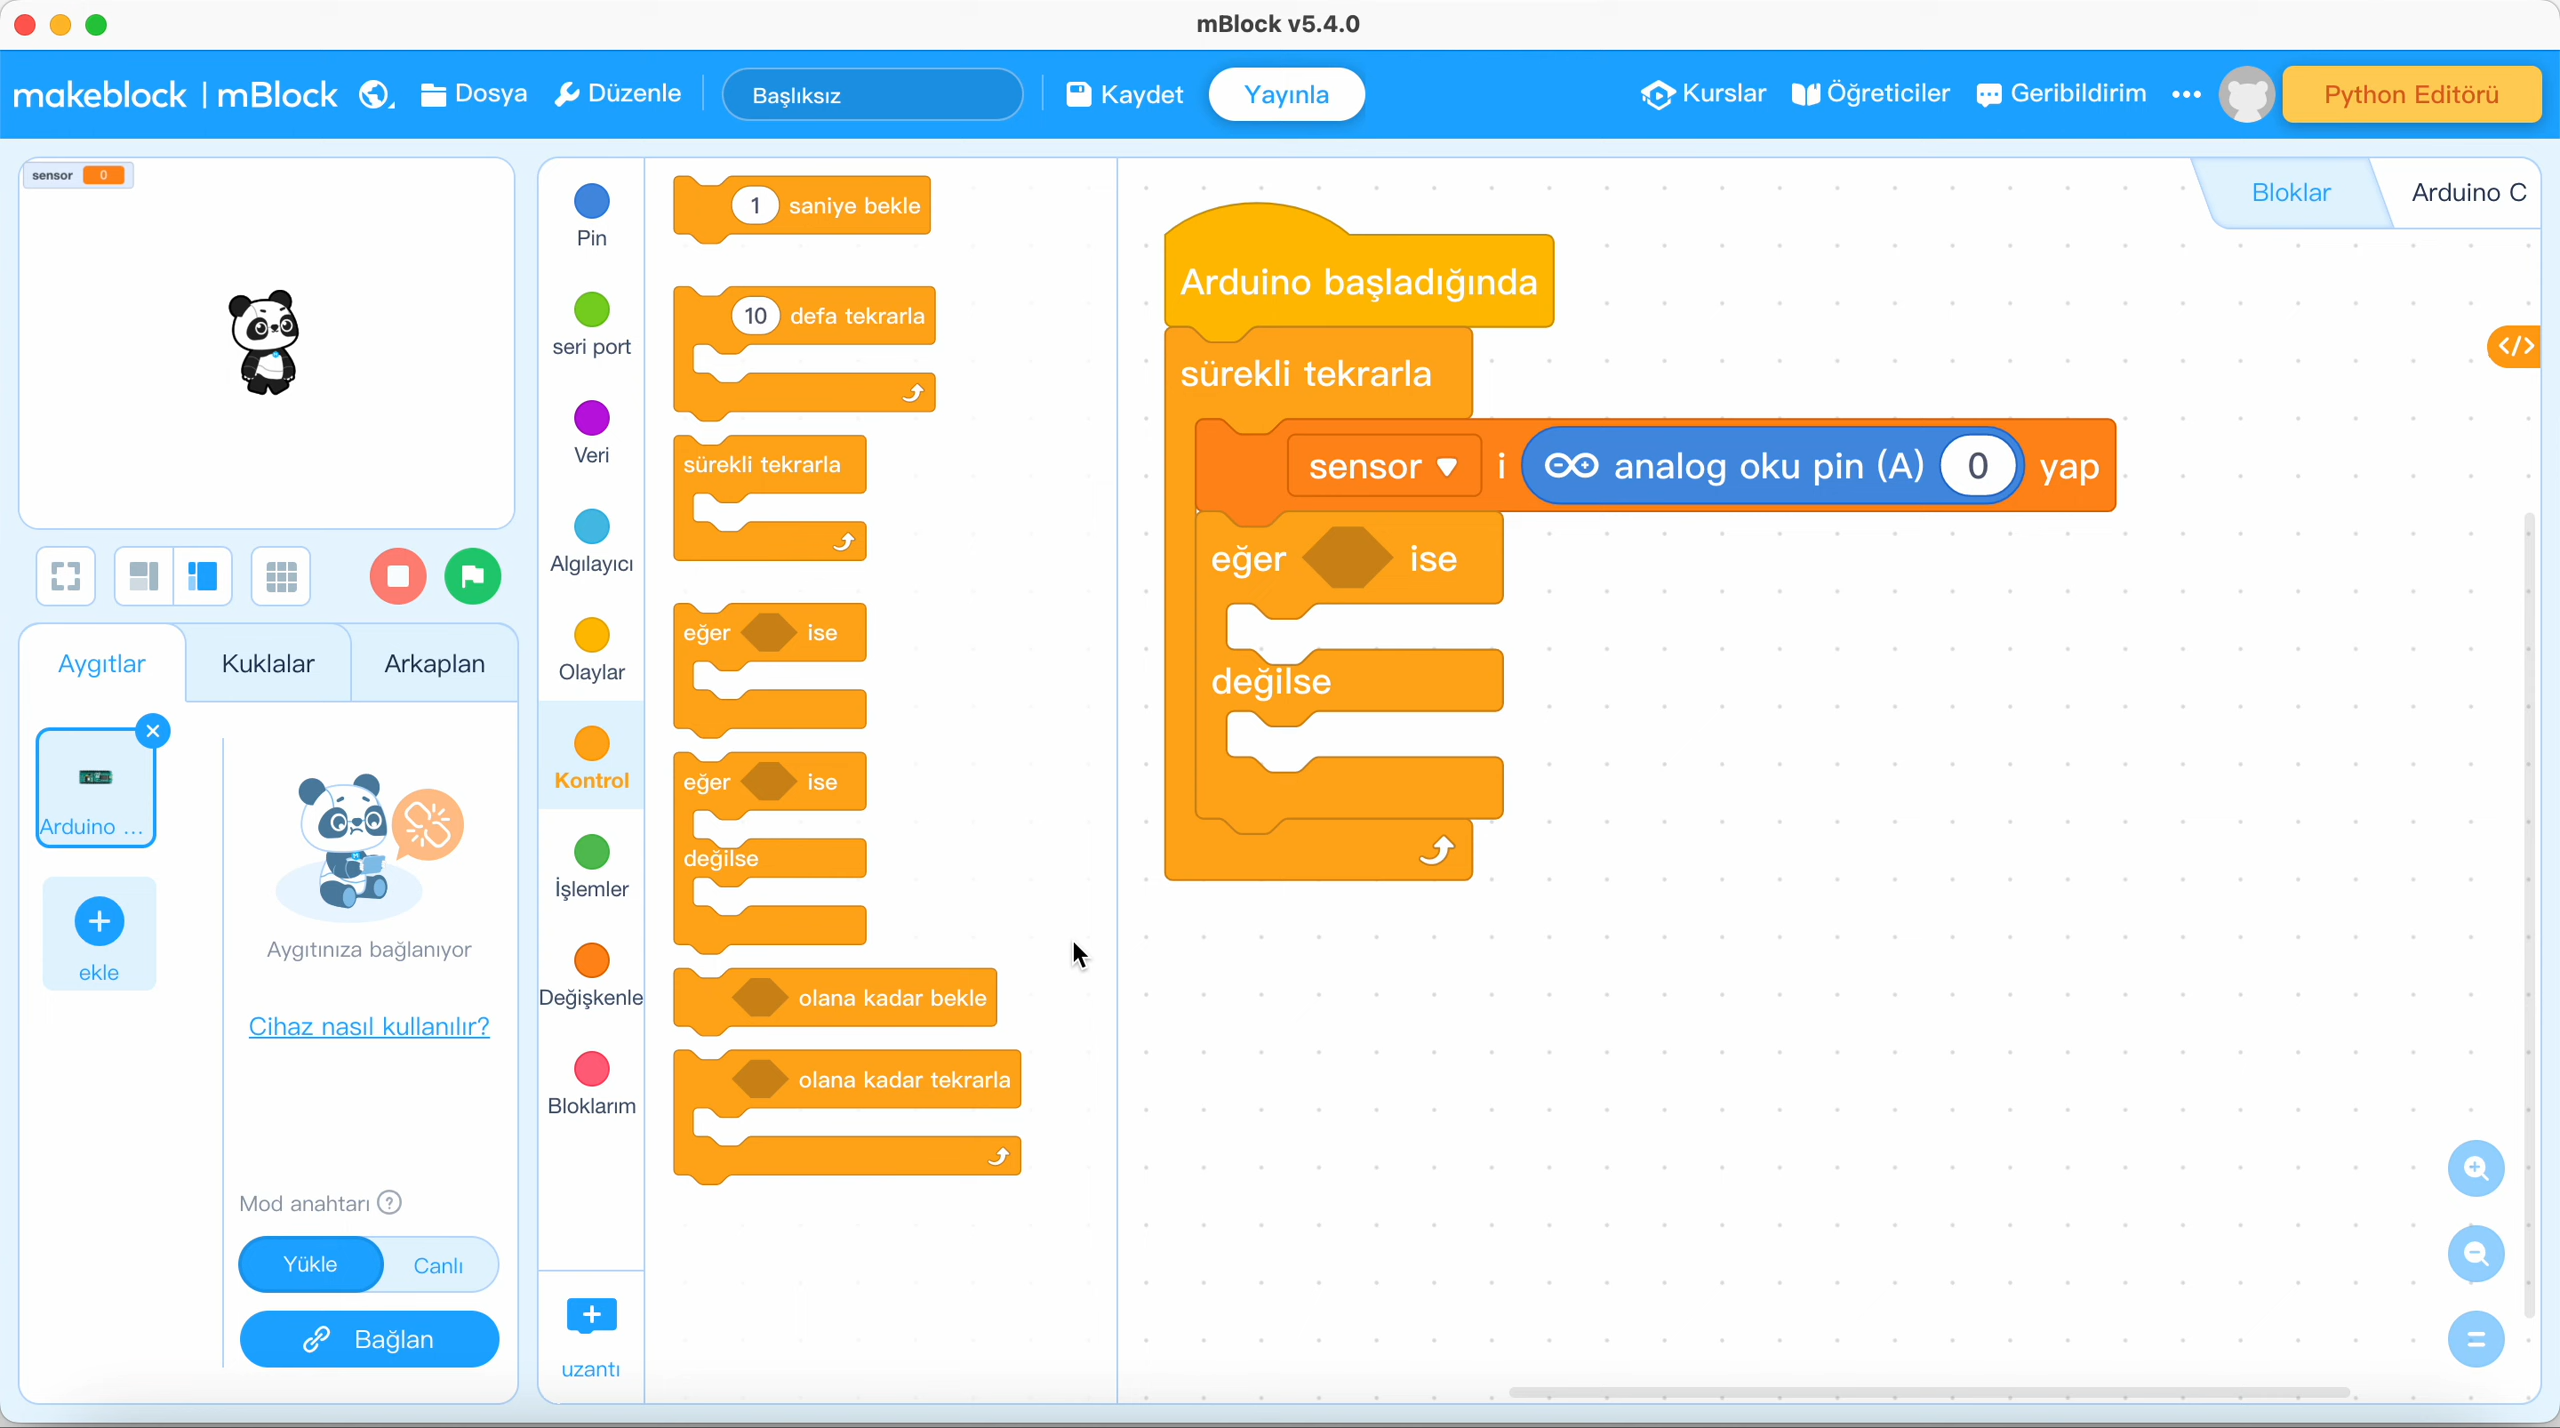 mBlock v5.4.0
makeblock | mBlock Dosya Düzenle Başlıksız Kaydet Yayınla Kurslar Öğreticiler Geribildirim ••• Python Editörü
sensor 0
Aygıtlar Kuklalar Arkaplan
Arduino ...
ekle
Aygıtınıza bağlanıyor
Cihaz nasıl kullanılır?
Mod anahtarı ?
Yükle Canlı
Bağlan
Pin
seri port
Veri
Algılayıcı
Olaylar
Kontrol
İşlemler
Değişkenle
Bloklarım
uzantı
1 saniye bekle
10 defa tekrarla
sürekli tekrarla
eğer ise
eğer ise
değilse
olana kadar bekle
olana kadar tekrarla
Bloklar Arduino C
</>
Arduino başladığında
sürekli tekrarla
sensor i analog oku pin (A) 0 yap
eğer ise
değilse